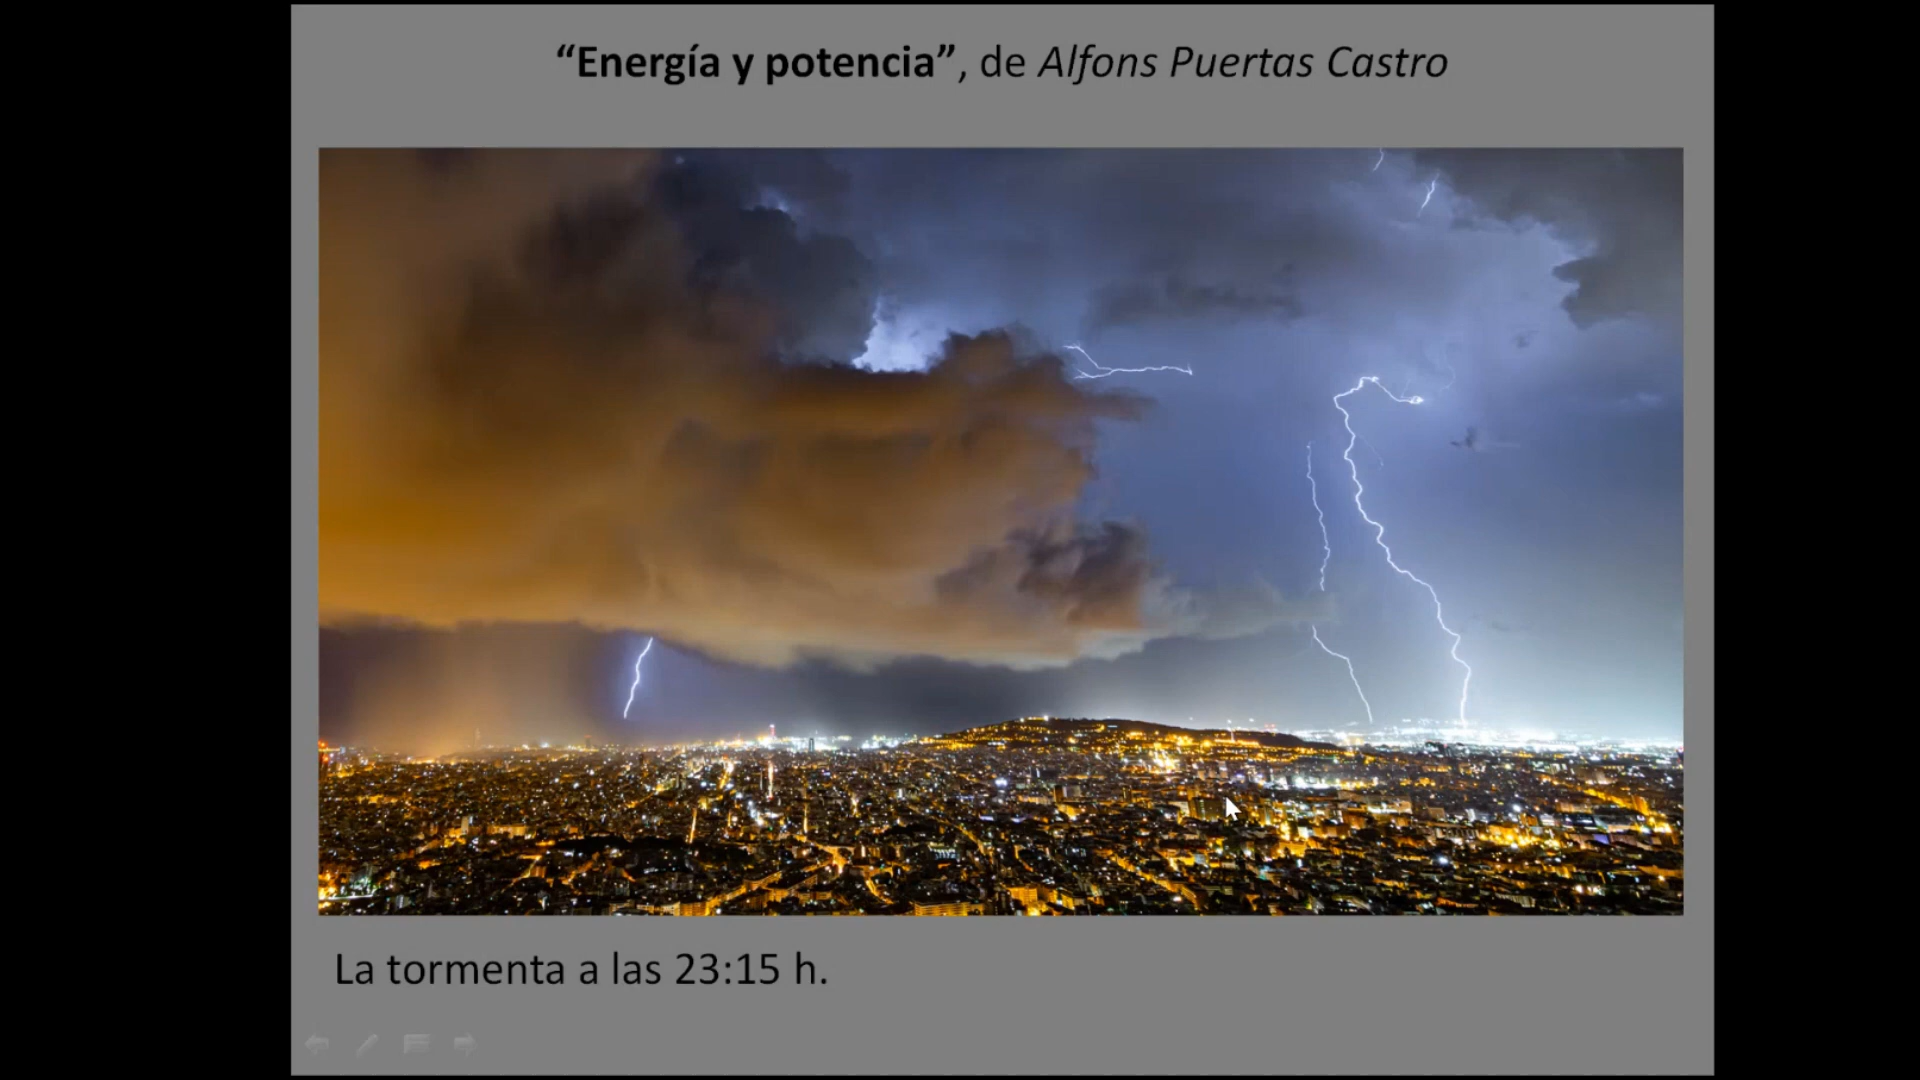 “Energía y potencia”, de Alfons Puertas Castro
La tormenta a las 23:15 h.